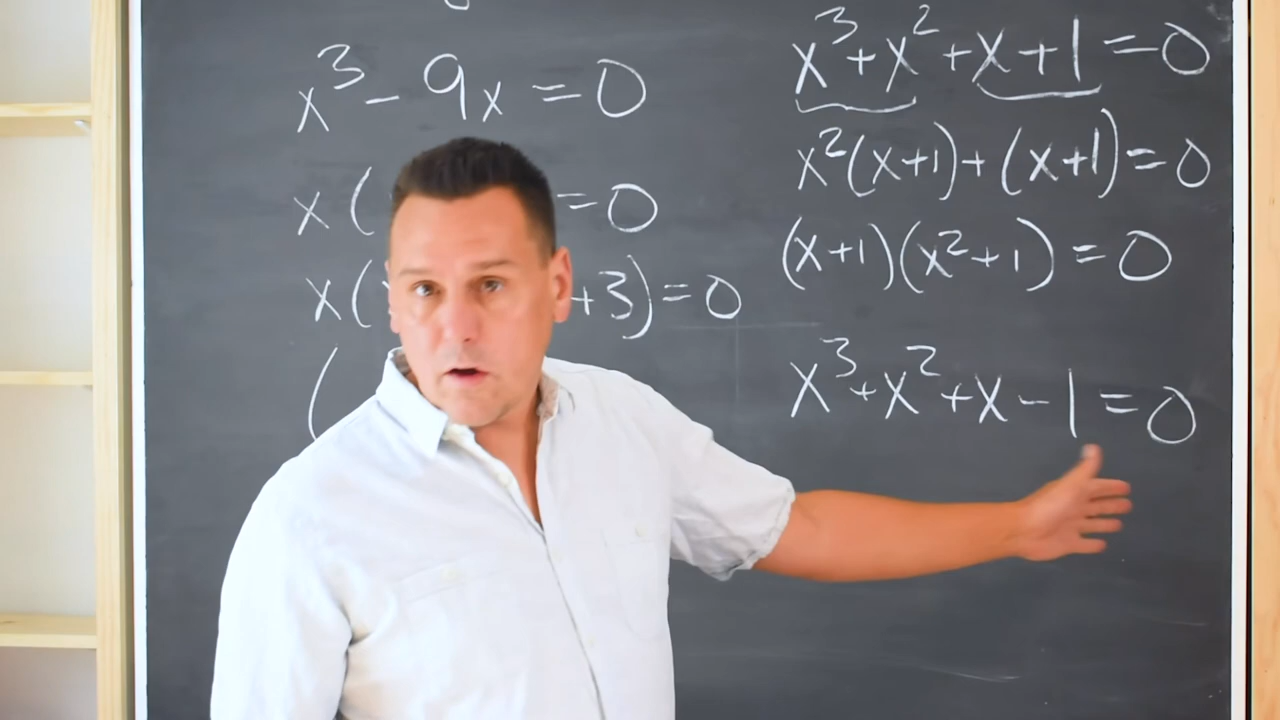 x³ - 9x = 0
x( = 0
x( +3) = 0
(
x³ + x² + x + 1 = 0
x²(x+1) + (x+1) = 0
(x+1)(x²+1) = 0
x³ + x² + x - 1 = 0